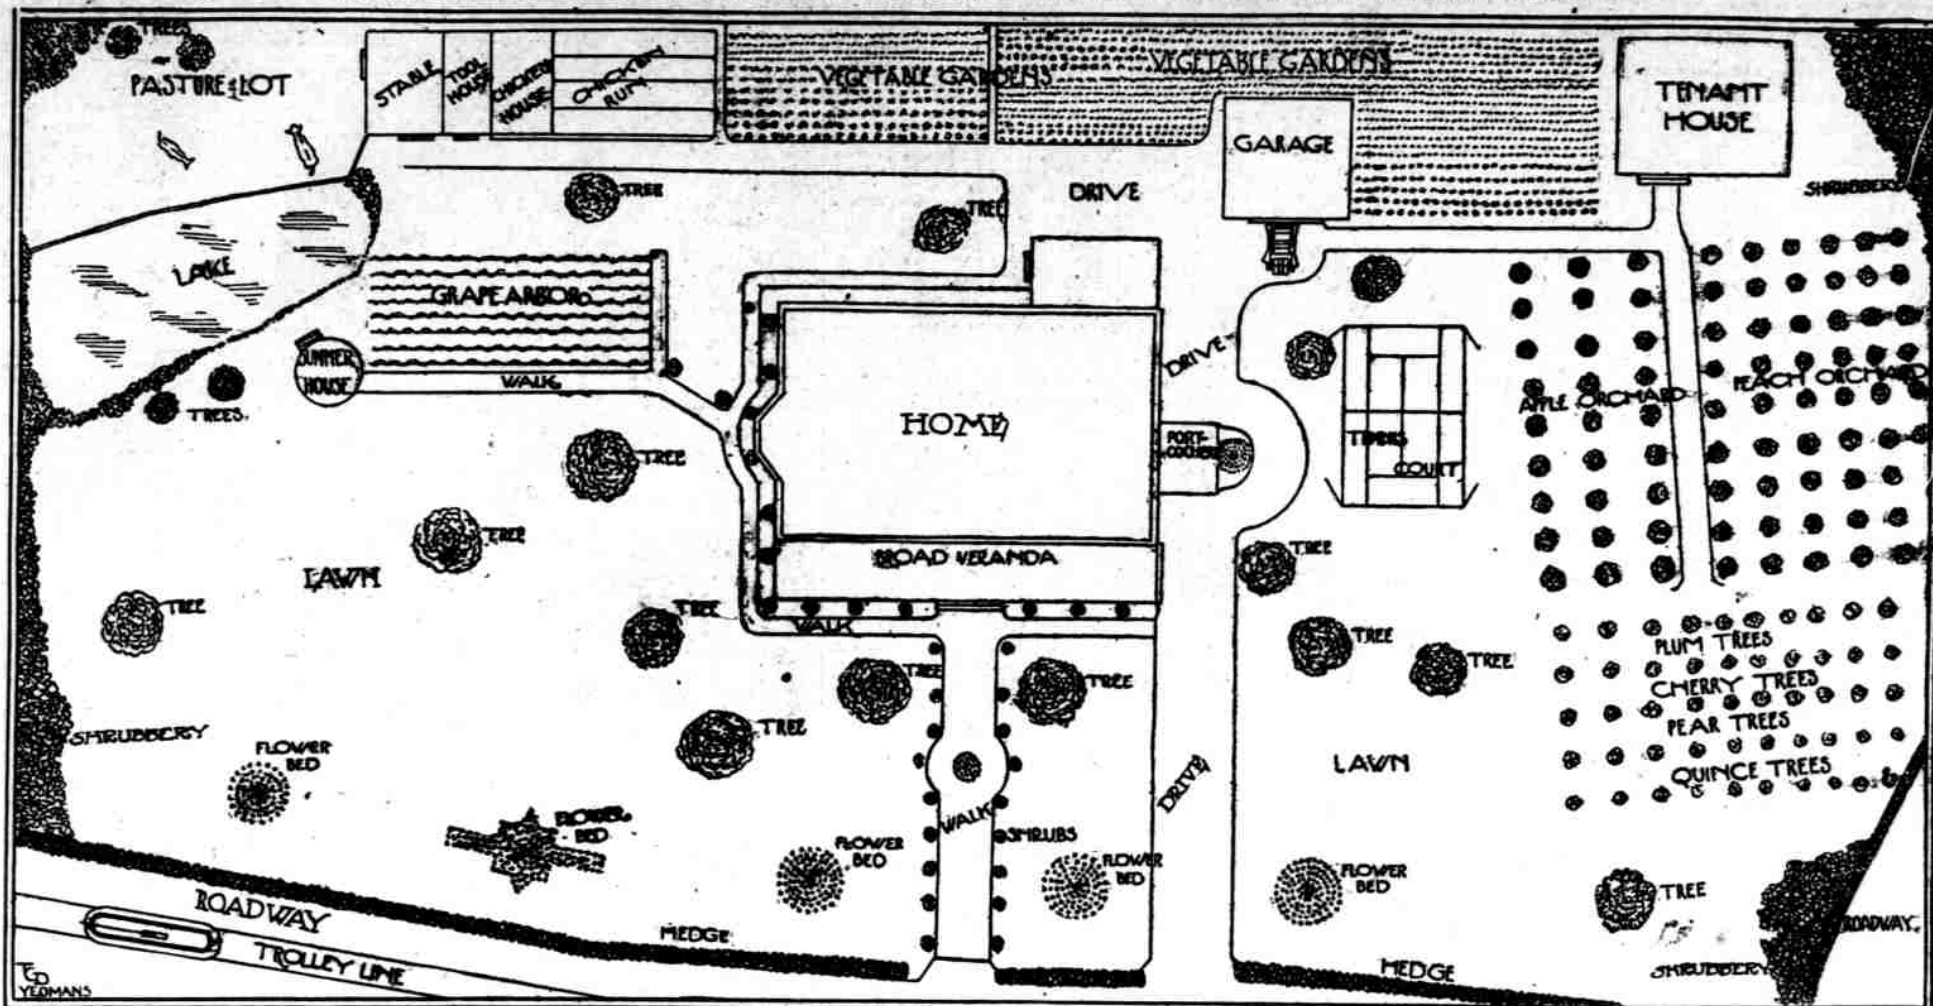 TREES
PASTURE LOT
STABLE
TOOL
HOUSE
CHICKEN
HOUSE
CHICKEN
RUN
VEGETABLE GARDENS
VEGETABLE GARDENS
GARAGE
TENANT
HOUSE
SHRUBBERY
LAKE
TREE
TREE
DRIVE
GRAPE ARBOR
SUMMER
HOUSE
WALK
TREES
DRIVE
HOME
PORT-
COCHERE
TENNIS
COURT
APPLE ORCHARD
PEACH ORCHARD
TREE
TREE
LAWN
BROAD VERANDA
TREE
TREE
TREE
WALK
TREE
TREE
TREE
TREE
TREE
PLUM TREES
CHERRY TREES
PEAR TREES
QUINCE TREES
SHRUBBERY
FLOWER
BED
FLOWER
BED
WALK
DRIVE
LAWN
SHRUBS
FLOWER
BED
FLOWER
BED
FLOWER
BED
TREE
ROADWAY
ROADWAY
TROLLEY LINE
HEDGE
HEDGE
SHRUBBERY
YEOMANS